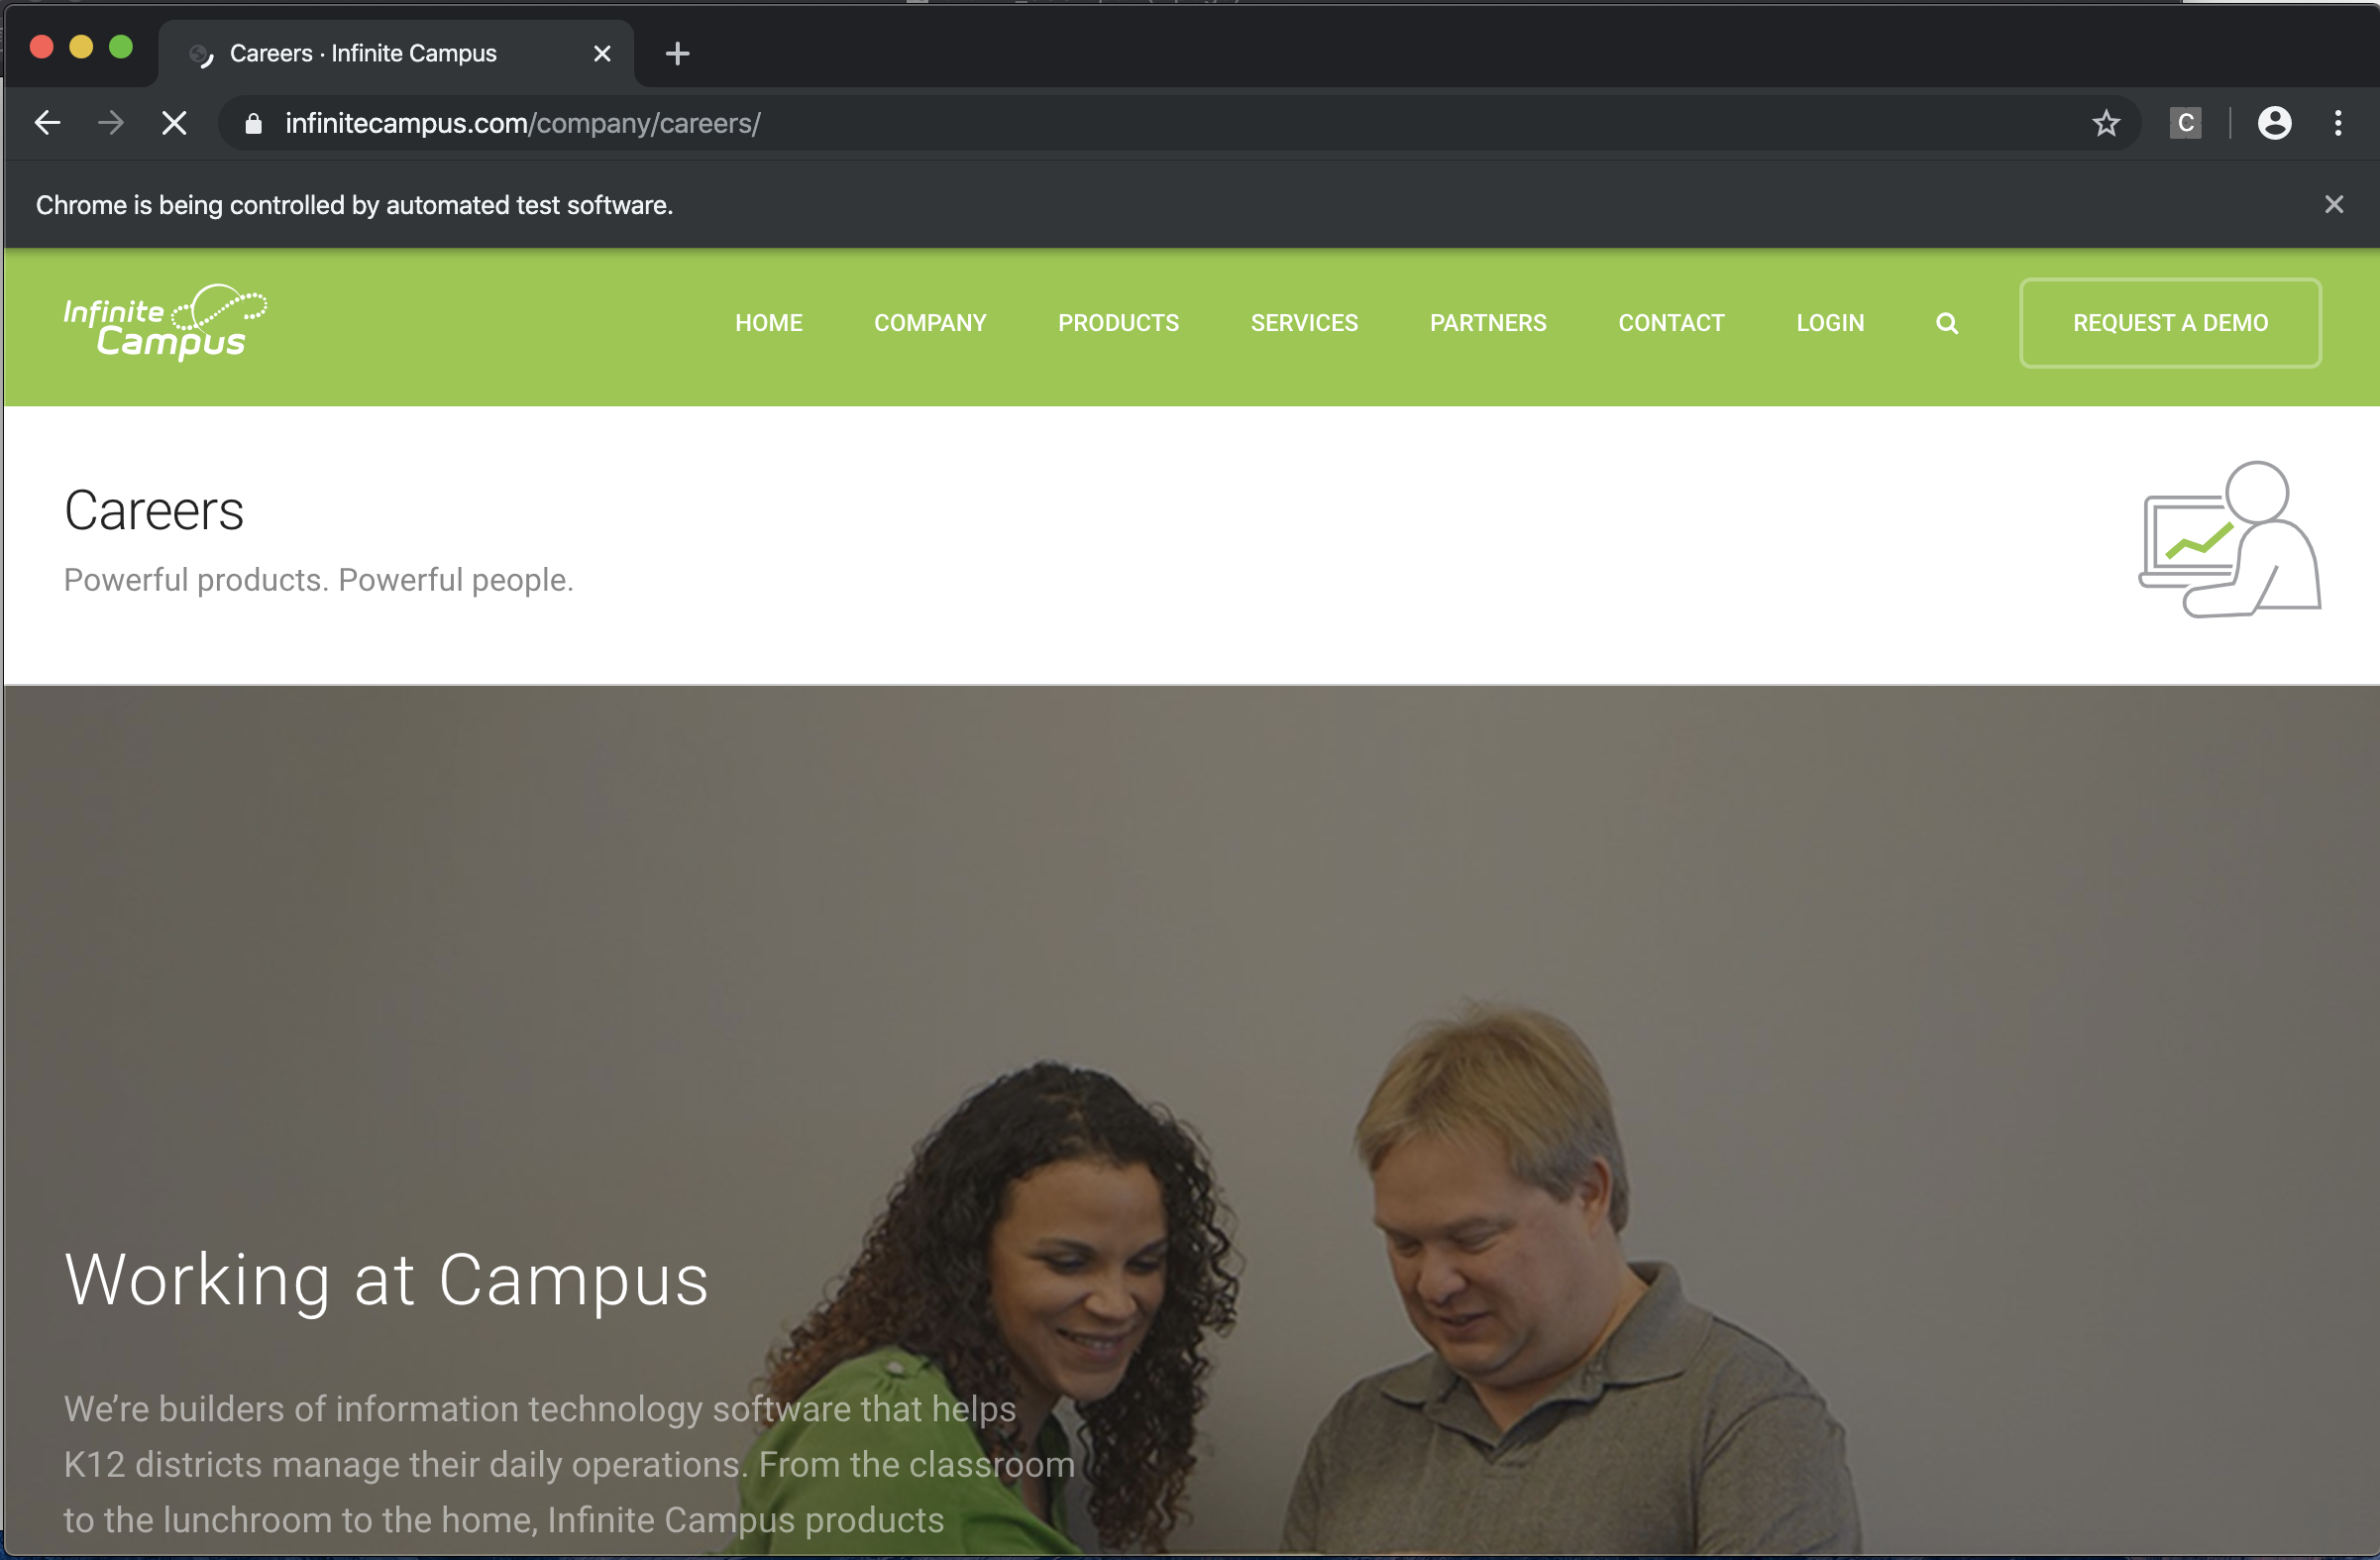 Careers · Infinite Campus
infinitecampus.com/company/careers/
C
Chrome is being controlled by automated test software.
Infinite
Campus
HOME COMPANY PRODUCTS SERVICES PARTNERS CONTACT LOGIN REQUEST A DEMO
Careers
Powerful products. Powerful people.
Working at Campus
We’re builders of information technology software that helps
K12 districts manage their daily operations. From the classroom
to the lunchroom to the home, Infinite Campus products